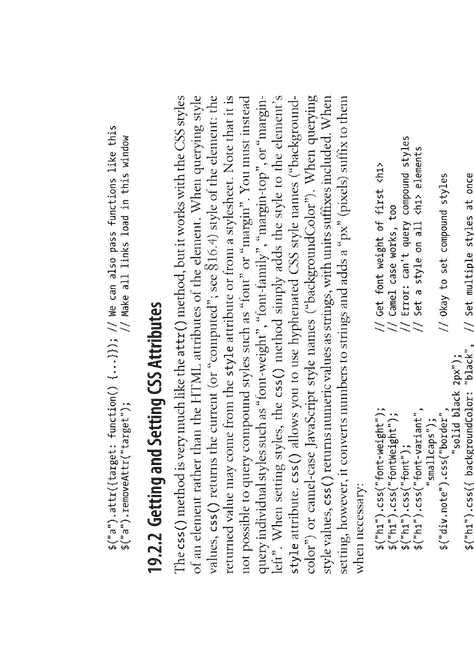 $("a").attr({target: function() {...}}); // We can also pass functions like this
$("a").removeAttr("target"); // Make all links load in this window
19.2.2 Getting and Setting CSS Attributes
The css() method is very much like the attr() method, but it works with the CSS styles
of an element rather than the HTML attributes of the element. When querying style
values, css() returns the current (or “computed”; see §16.4) style of the element: the
returned value may come from the style attribute or from a stylesheet. Note that it is
not possible to query compound styles such as “font” or “margin”. You must instead
query individual styles such as “font-weight”, “font-family”, “margin-top”, or “margin-
left”. When setting styles, the css() method simply adds the style to the element’s
style attribute. css() allows you to use hyphenated CSS style names (“background-
color”) or camel-case JavaScript style names (“backgroundColor”). When querying
style values, css() returns numeric values as strings, with units suffixes included. When
setting, however, it converts numbers to strings and adds a “px” (pixels) suffix to them
when necessary:
$("h1").css("font-weight"); // Get font weight of first <h1>
$("h1").css("fontWeight"); // Camel case works, too
$("h1").css("font"); // Error: can't query compound styles
$("h1").css("font-variant", // Set a style on all <h1> elements
"smallcaps");
$("div.note").css("border", // Okay to set compound styles
"solid black 2px");
$("h1").css({ backgroundColor: "black", // Set multiple styles at once